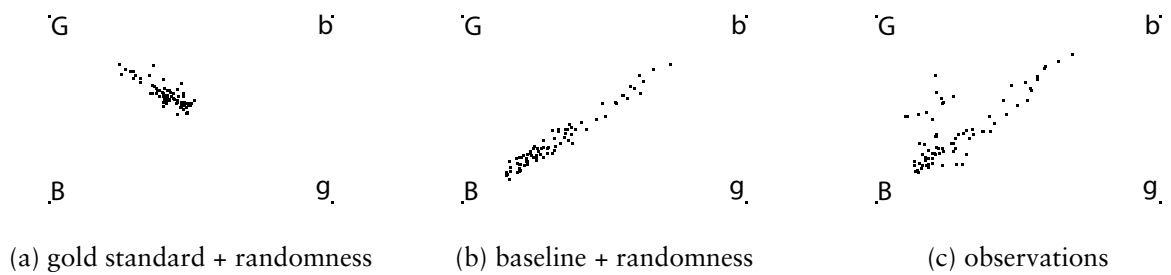 G b G b G b
B g B g B g
(a) gold standard + randomness (b) baseline + randomness (c) observations